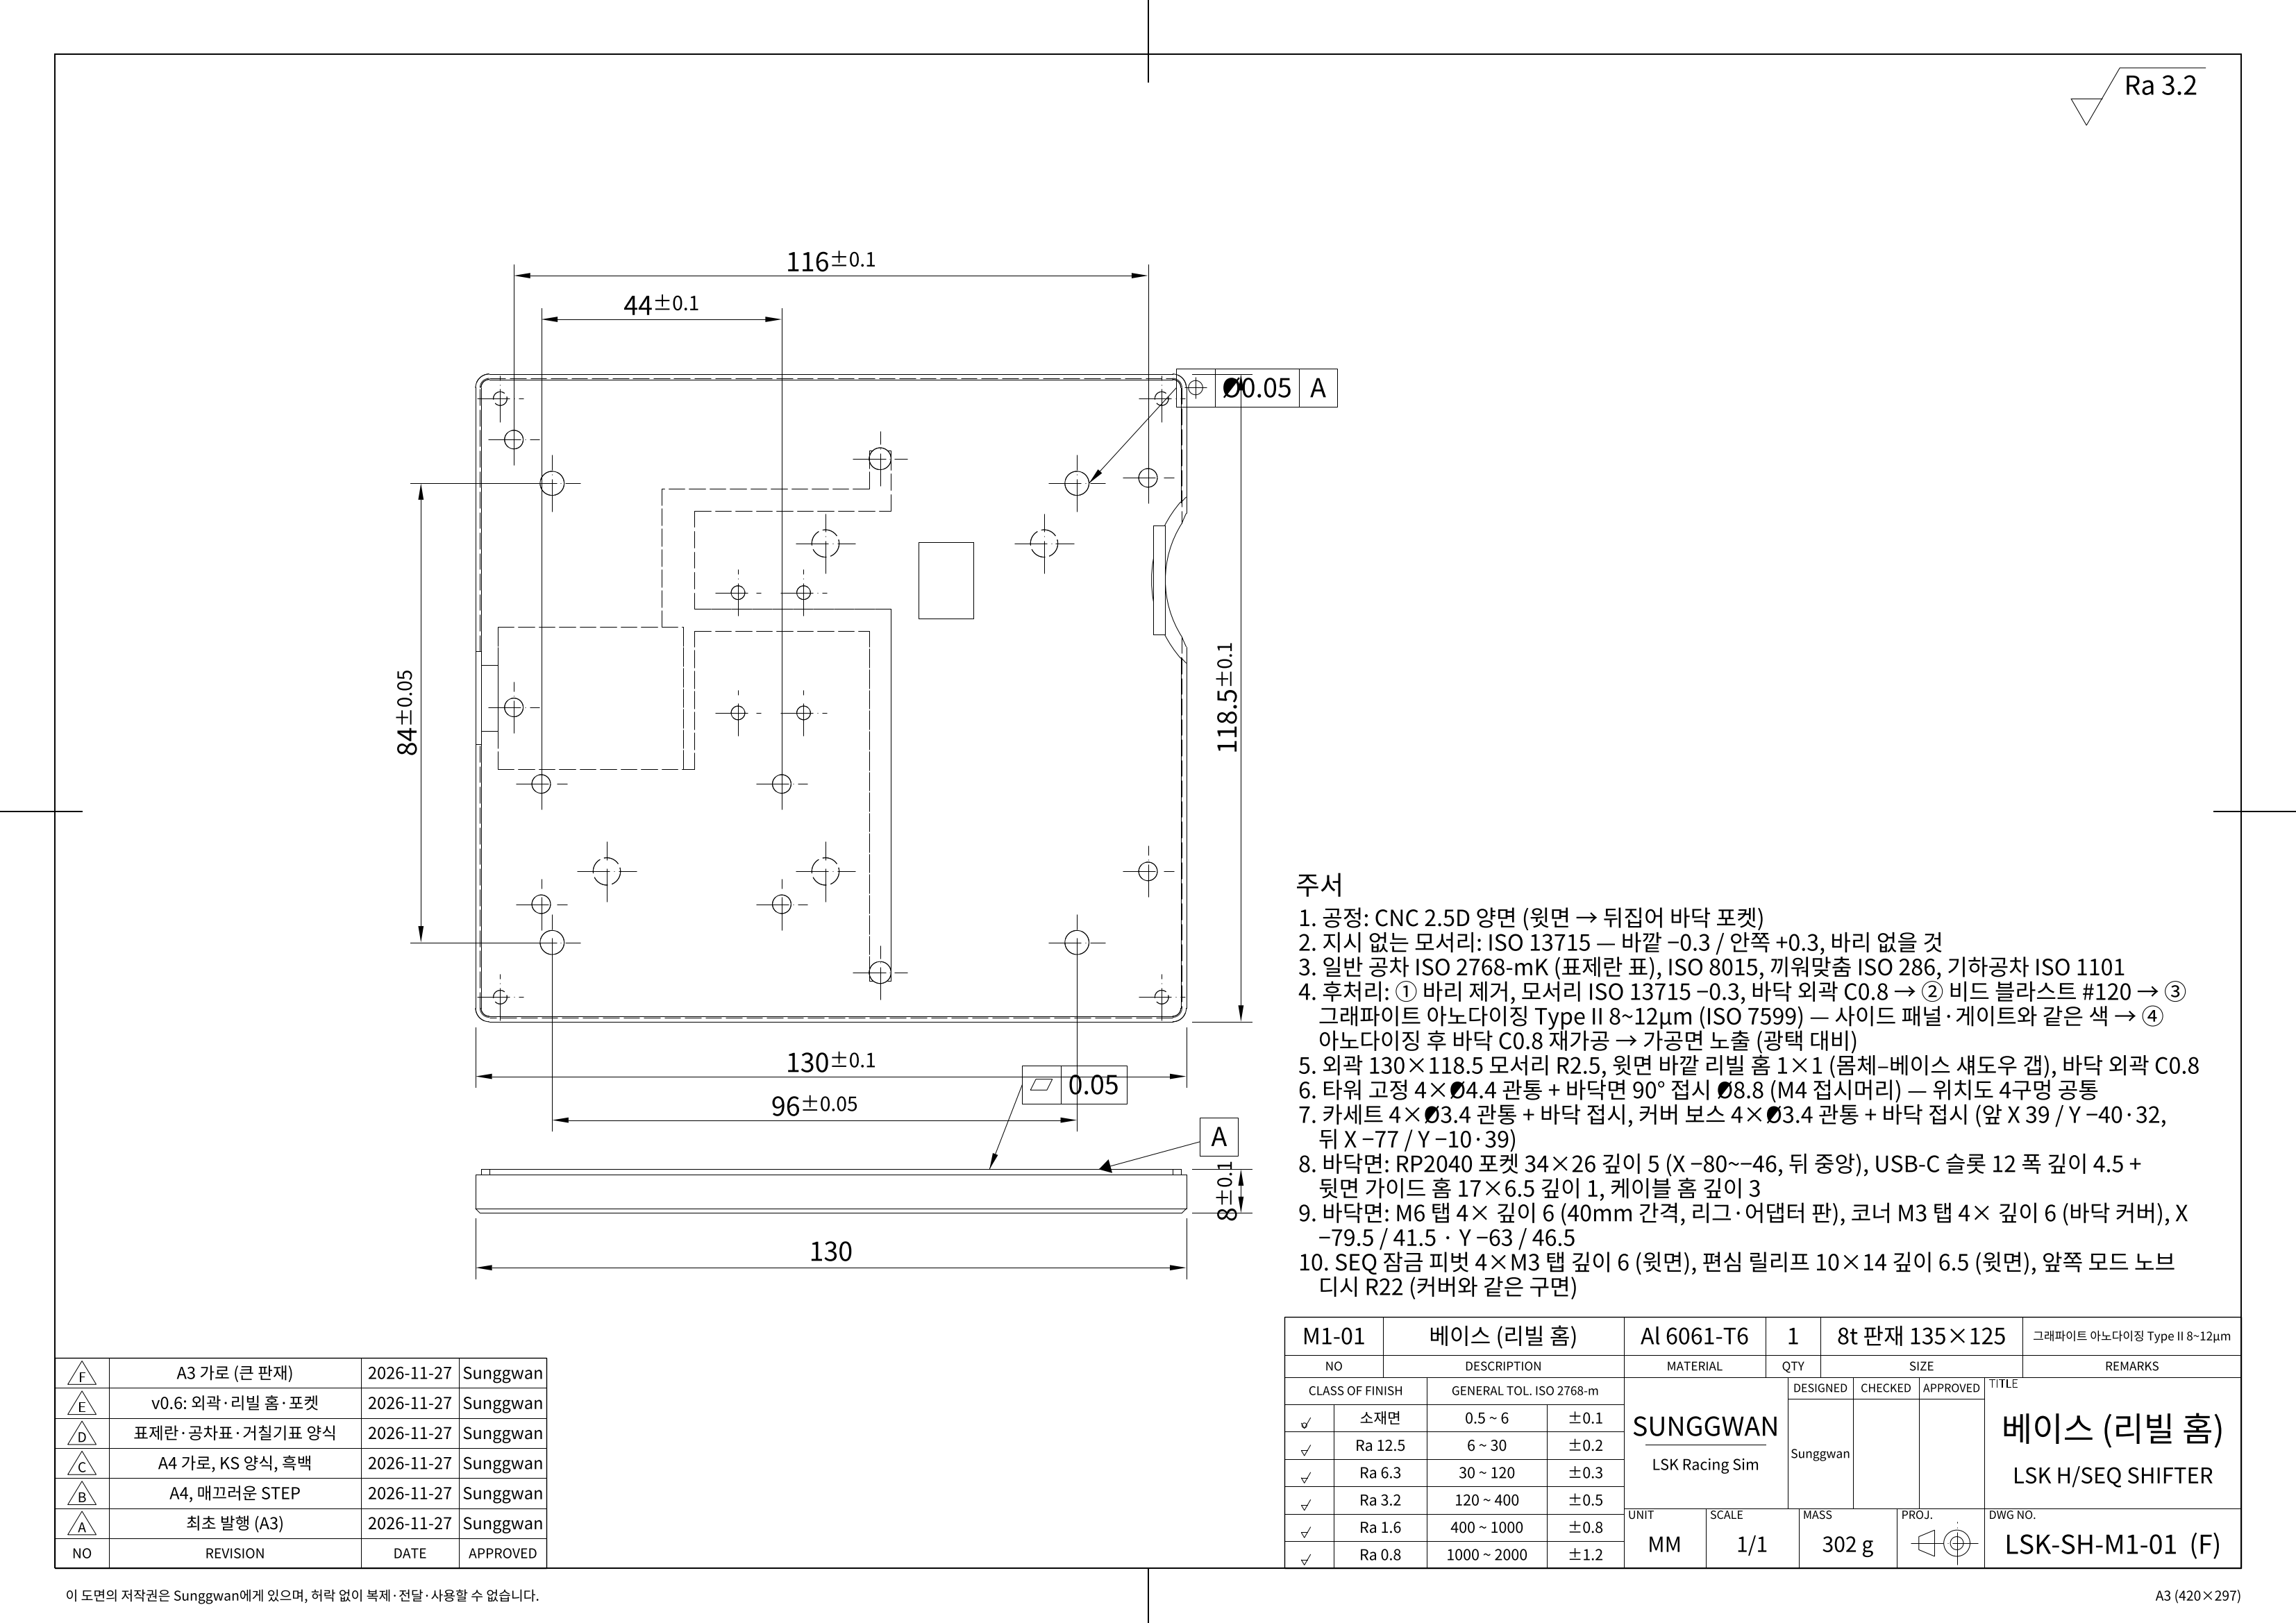 Ra 3.2
116±0.1
44±0.1
⌀0.05 A
84±0.05
118.5±0.1
130±0.1
0.05
96±0.05
A
8±0.1
130
주서
1. 공정: CNC 2.5D 양면 (윗면 → 뒤집어 바닥 포켓)
2. 지시 없는 모서리: ISO 13715 — 바깥 −0.3 / 안쪽 +0.3, 바리 없을 것
3. 일반 공차 ISO 2768-mK (표제란 표), ISO 8015, 끼워맞춤 ISO 286, 기하공차 ISO 1101
4. 후처리: ① 바리 제거, 모서리 ISO 13715 −0.3, 바닥 외곽 C0.8 → ② 비드 블라스트 #120 → ③
그래파이트 아노다이징 Type II 8~12μm (ISO 7599) — 사이드 패널·게이트와 같은 색 → ④
아노다이징 후 바닥 C0.8 재가공 → 가공면 노출 (광택 대비)
5. 외곽 130×118.5 모서리 R2.5, 윗면 바깥 리빌 홈 1×1 (몸체–베이스 섀도우 갭), 바닥 외곽 C0.8
6. 타워 고정 4×⌀4.4 관통 + 바닥면 90° 접시 ⌀8.8 (M4 접시머리) — 위치도 4구멍 공통
7. 카세트 4×⌀3.4 관통 + 바닥 접시, 커버 보스 4×⌀3.4 관통 + 바닥 접시 (앞 X 39 / Y −40·32,
뒤 X −77 / Y −10·39)
8. 바닥면: RP2040 포켓 34×26 깊이 5 (X −80~−46, 뒤 중앙), USB-C 슬롯 12 폭 깊이 4.5 +
뒷면 가이드 홈 17×6.5 깊이 1, 케이블 홈 깊이 3
9. 바닥면: M6 탭 4× 깊이 6 (40mm 간격, 리그·어댑터 판), 코너 M3 탭 4× 깊이 6 (바닥 커버), X
−79.5 / 41.5 · Y −63 / 46.5
10. SEQ 잠금 피벗 4×M3 탭 깊이 6 (윗면), 편심 릴리프 10×14 깊이 6.5 (윗면), 앞쪽 모드 노브
디시 R22 (커버와 같은 구면)
M1-01 베이스 (리빌 홈) Al 6061-T6 1 8t 판재 135×125 그래파이트 아노다이징 Type II 8~12μm
NO DESCRIPTION MATERIAL QTY SIZE REMARKS
CLASS OF FINISH GENERAL TOL. ISO 2768-m
소재면 0.5 ~ 6 ±0.1
Ra 12.5 6 ~ 30 ±0.2
Ra 6.3 30 ~ 120 ±0.3
Ra 3.2 120 ~ 400 ±0.5
Ra 1.6 400 ~ 1000 ±0.8
Ra 0.8 1000 ~ 2000 ±1.2
SUNGGWAN
LSK Racing Sim
DESIGNED CHECKED APPROVED
Sunggwan
TITLE
베이스 (리빌 홈)
LSK H/SEQ SHIFTER
UNIT SCALE MASS PROJ. DWG NO.
MM 1/1 302 g LSK-SH-M1-01 (F)
F A3 가로 (큰 판재) 2026-11-27 Sunggwan
E v0.6: 외곽·리빌 홈·포켓 2026-11-27 Sunggwan
D 표제란·공차표·거칠기표 양식 2026-11-27 Sunggwan
C A4 가로, KS 양식, 흑백 2026-11-27 Sunggwan
B A4, 매끄러운 STEP 2026-11-27 Sunggwan
A 최초 발행 (A3) 2026-11-27 Sunggwan
NO REVISION DATE APPROVED
이 도면의 저작권은 Sunggwan에게 있으며, 허락 없이 복제·전달·사용할 수 없습니다.
A3 (420×297)